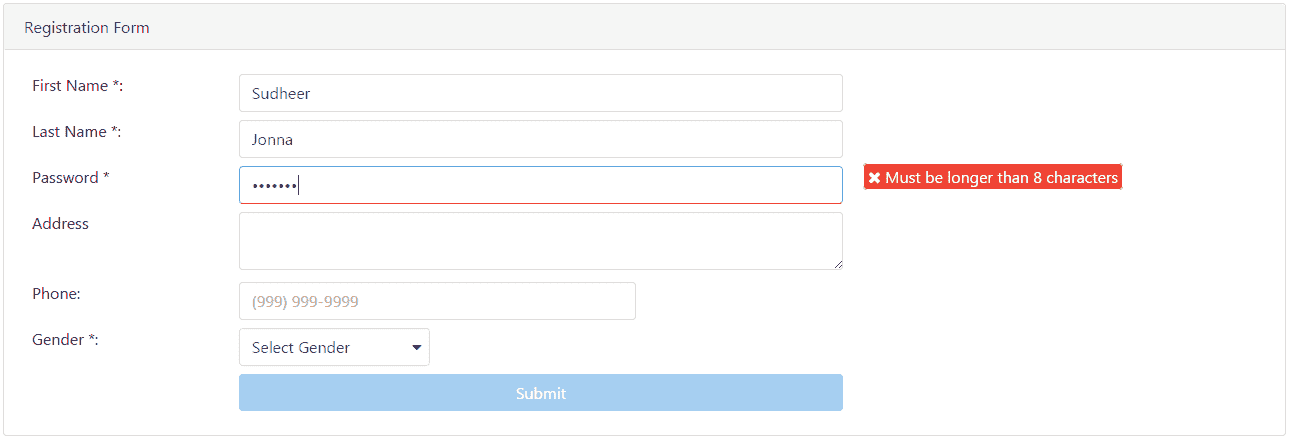 Registration Form
First Name *:
Sudheer
Last Name *:
Jonna
Password *
•••••••
✖ Must be longer than 8 characters
Address
Phone:
(999) 999-9999
Gender *:
Select Gender
Submit